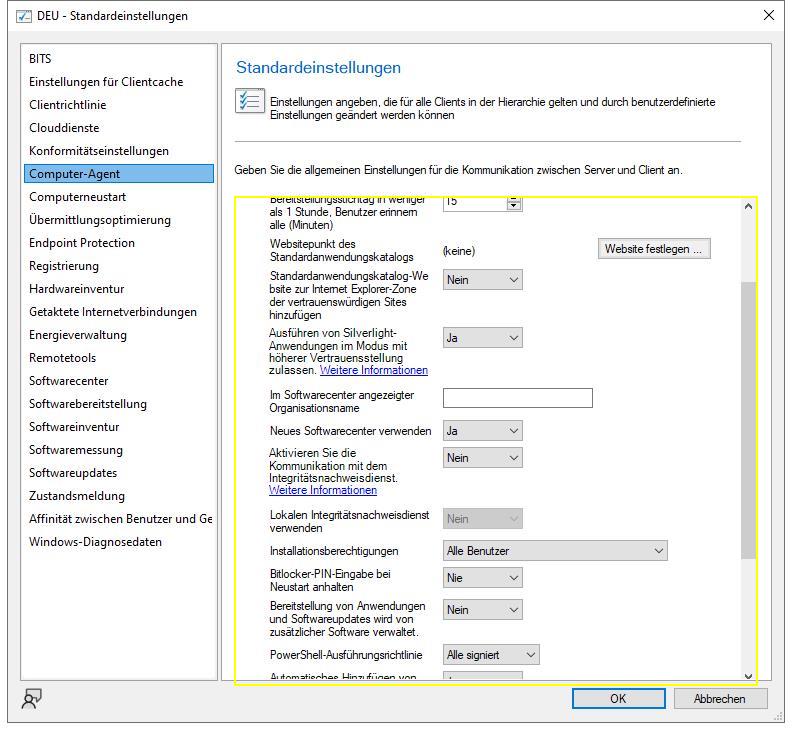 DEU - Standardeinstellungen
BITS
Einstellungen für Clientcache
Clientrichtlinie
Clouddienste
Konformitätseinstellungen
Computer-Agent
Computerneustart
Übermittlungsoptimierung
Endpoint Protection
Registrierung
Hardwareinventur
Getaktete Internetverbindungen
Energieverwaltung
Remotetools
Softwarecenter
Softwarebereitstellung
Softwareinventur
Softwaremessung
Softwareupdates
Zustandsmeldung
Affinität zwischen Benutzer und Ge
Windows-Diagnosedaten
Standardeinstellungen
Einstellungen angeben, die für alle Clients in der Hierarchie gelten und durch benutzerdefinierte
Einstellungen geändert werden können
Geben Sie die allgemeinen Einstellungen für die Kommunikation zwischen Server und Client an.
Bereitstellungsstichtag in weniger
als 1 Stunde, Benutzer erinnern
alle (Minuten)
15
Websitepunkt des
Standardanwendungskatalogs
(keine)
Website festlegen ...
Standardanwendungskatalog-We
bsite zur Internet Explorer-Zone
der vertrauenswürdigen Sites
hinzufügen
Nein
Ausführen von Silverlight-
Anwendungen im Modus mit
höherer Vertrauensstellung
zulassen. Weitere Informationen
Ja
Im Softwarecenter angezeigter
Organisationsname
Neues Softwarecenter verwenden
Ja
Aktivieren Sie die
Kommunikation mit dem
Integritätsnachweisdienst.
Weitere Informationen
Nein
Lokalen Integritätsnachweisdienst
verwenden
Nein
Installationsberechtigungen
Alle Benutzer
Bitlocker-PIN-Eingabe bei
Neustart anhalten
Nie
Bereitstellung von Anwendungen
und Softwareupdates wird von
zusätzlicher Software verwaltet.
Nein
PowerShell-Ausführungsrichtlinie
Alle signiert
Automatisches Hinzufügen von
OK
Abbrechen